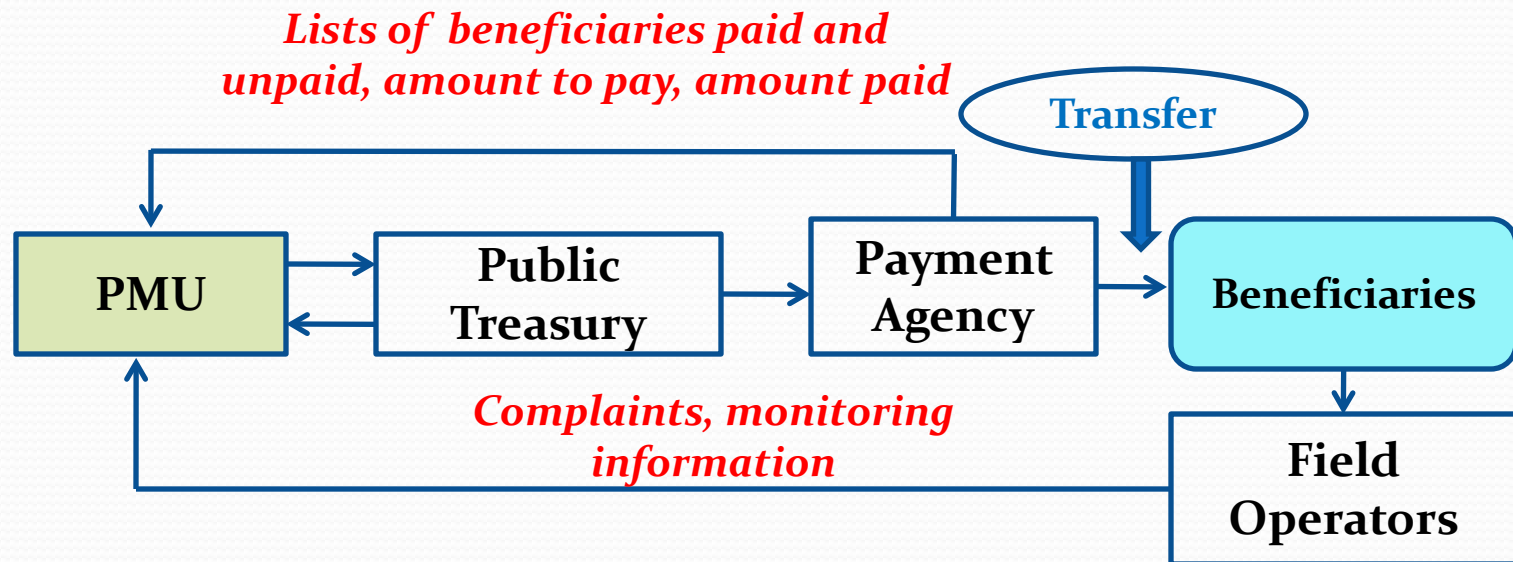 Lists of beneficiaries paid and
unpaid, amount to pay, amount paid
Transfer
PMU
Public
Treasury
Payment
Agency
Beneficiaries
Complaints, monitoring
information
Field
Operators